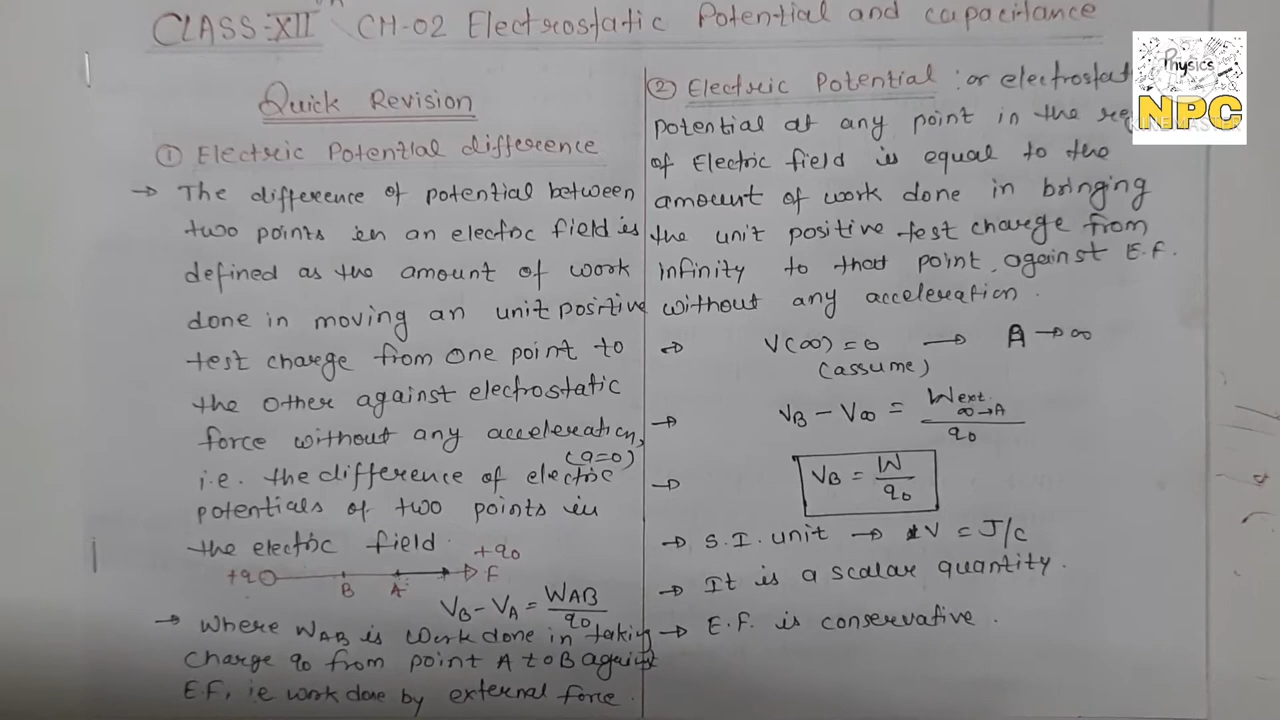 CLASS:XII CH-02 Electrostatic Potential and capacitance
Quick Revision
① Electric Potential difference
→ The difference of potential between
two points in an electric field is
defined as the amount of work
done in moving an unit positive
test charge from one point to
the other against electrostatic
force without any acceleration,
(a=0)
i.e. the difference of electric
potentials of two points in
the electric field.
+q0
+q B A F
VB - VA = WAB / q0
→ Where WAB is work done in taking
charge q0 from point A to B against
E.F, ie work done by external force.
② Electric Potential : or electrostat
potential at any point in the
of Electric field is equal to the
amount of work done in bringing
the unit positive test charge from
infinity to that point, against E.F.
without any acceleration.
⇒ V(∞) = 0 → A → ∞
(assume)
→ VB - V∞ = Wext. ∞→A / q0
→ VB = W / q0
→ S.I. unit → 1V = J/C
→ It is a scalar quantity.
→ E.F. is conservative.
Physics
NPC